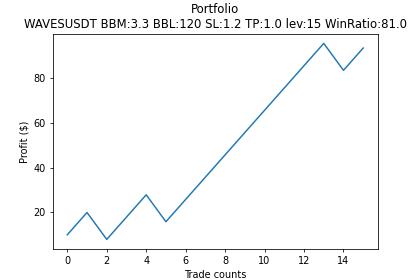 Portfolio
WAVESUSDT BBM:3.3 BBL:120 SL:1.2 TP:1.0 lev:15 WinRatio:81.0
80
60
40
20
Profit ($)
0 2 4 6 8 10 12 14
Trade counts